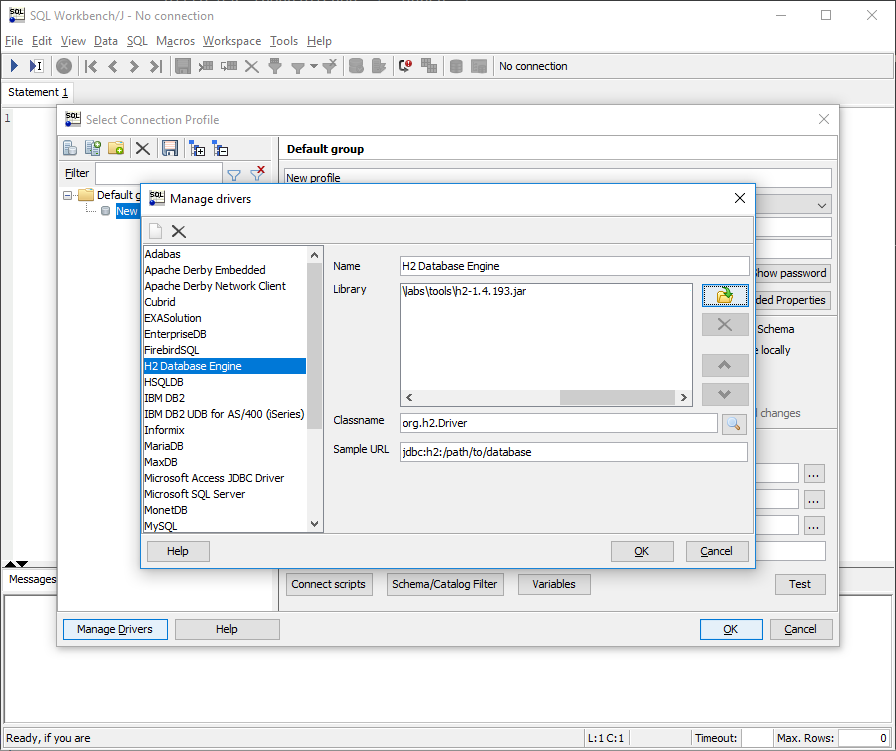 SQL Workbench/J - No connection
File Edit View Data SQL Macros Workspace Tools Help
No connection
Statement 1
1
Select Connection Profile
Default group
Filter
New profile
Default g
New
Manage drivers
Adabas
Apache Derby Embedded
Apache Derby Network Client
Cubrid
EXASolution
EnterpriseDB
FirebirdSQL
H2 Database Engine
HSQLDB
IBM DB2
IBM DB2 UDB for AS/400 (iSeries)
Informix
MariaDB
MaxDB
Microsoft Access JDBC Driver
Microsoft SQL Server
MonetDB
MySQL
Name H2 Database Engine
Library \labs\tools\h2-1.4.193.jar
Classname org.h2.Driver
Sample URL jdbc:h2:/path/to/database
Help OK Cancel
how password
ded Properties
Schema
e locally
l changes
...
...
...
Messages
Connect scripts Schema/Catalog Filter Variables Test
Manage Drivers Help OK Cancel
Ready, if you are L:1 C:1 Timeout: Max. Rows: 0